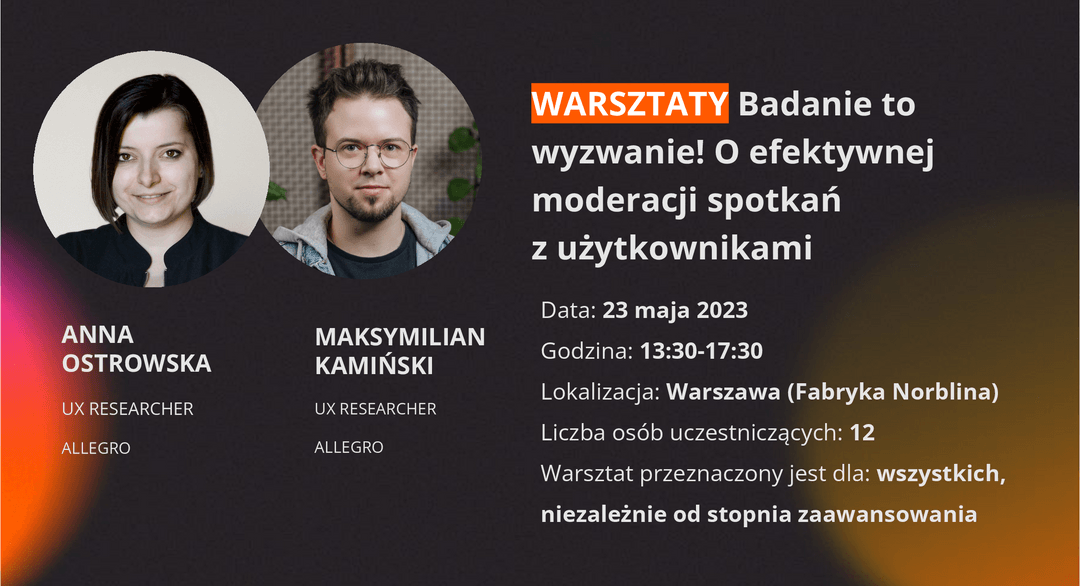 WARSZTATY Badanie to
wyzwanie! O efektywnej
moderacji spotkań
z użytkownikami
Data: 23 maja 2023
Godzina: 13:30-17:30
Lokalizacja: Warszawa (Fabryka Norblina)
Liczba osób uczestniczących: 12
Warsztat przeznaczony jest dla: wszystkich,
niezależnie od stopnia zaawansowania
ANNA
OSTROWSKA
UX RESEARCHER
ALLEGRO
MAKSYMILIAN
KAMIŃSKI
UX RESEARCHER
ALLEGRO